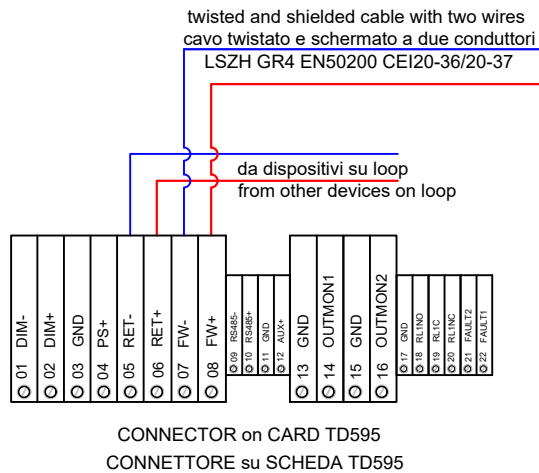 twisted and shielded cable with two wires
cavo twistato e schermato a due conduttori
LSZH GR4 EN50200 CEI20-36/20-37
da dispositivi su loop
from other devices on loop
01 DIM-
02 DIM+
03 GND
04 PS+
05 RET-
06 RET+
07 FW-
08 FW+
09 RS485-
10 RS485+
11 GND
12 AUX+
13 GND
14 OUTMON1
15 GND
16 OUTMON2
17 GND
18 RL1NO
19 RL1C
20 RL1NC
21 FAULT2
22 FAULT1
CONNECTOR on CARD TD595
CONNETTORE su SCHEDA TD595